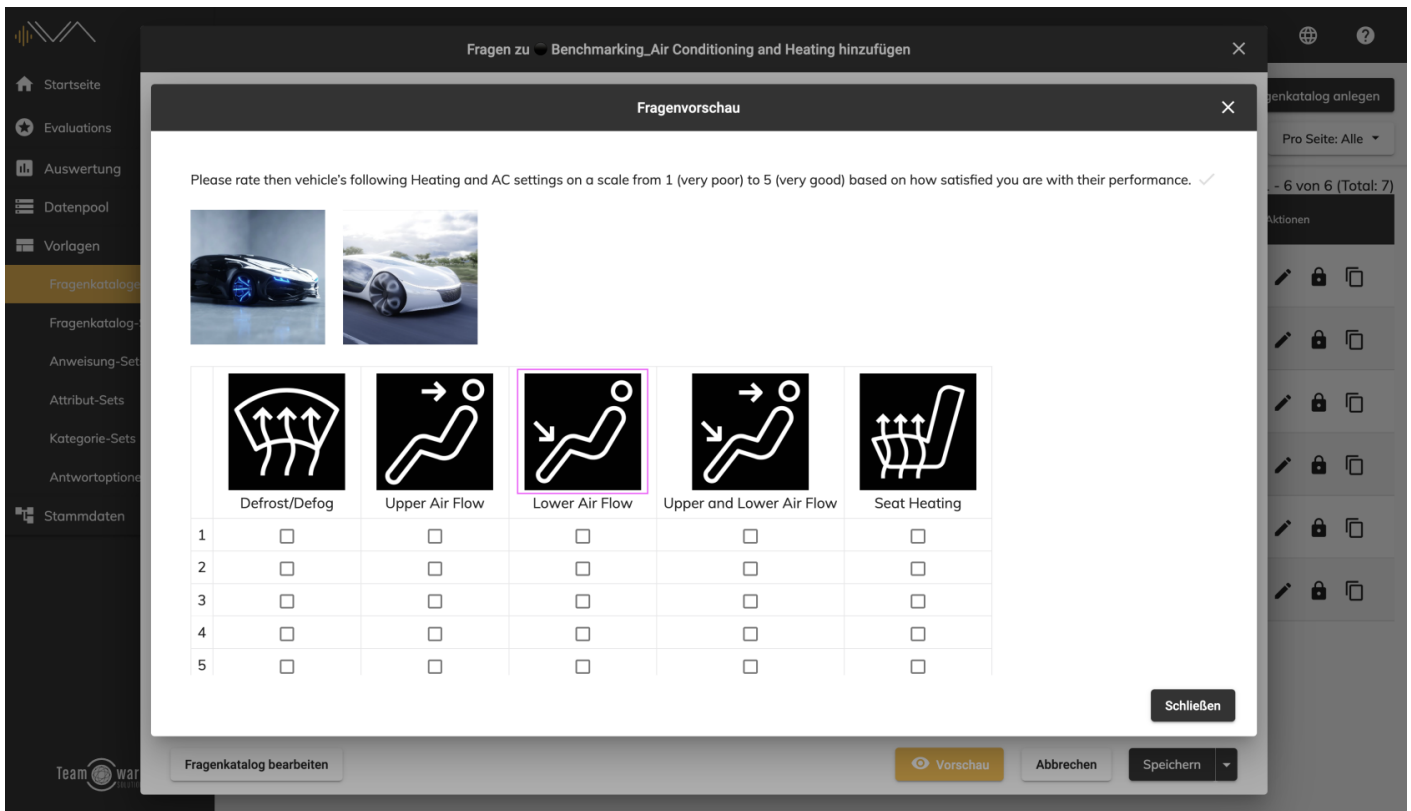 Fragen zu Benchmarking_Air Conditioning and Heating hinzufügen
Startseite
Fragenvorschau
genkatalog anlegen
Evaluations
Pro Seite: Alle
Auswertung
Please rate then vehicle's following Heating and AC settings on a scale from 1 (very poor) to 5 (very good) based on how satisfied you are with their performance.
- 6 von 6 (Total: 7)
Datenpool
Aktionen
Vorlagen
Fragenkataloge
Fragenkatalog-
Anweisung-Set
Attribut-Sets
Kategorie-Sets
Antwortoptione
Stammdaten
Defrost/Defog Upper Air Flow Lower Air Flow Upper and Lower Air Flow Seat Heating
1
2
3
4
5
Schließen
Team war
Fragenkatalog bearbeiten
Vorschau
Abbrechen
Speichern